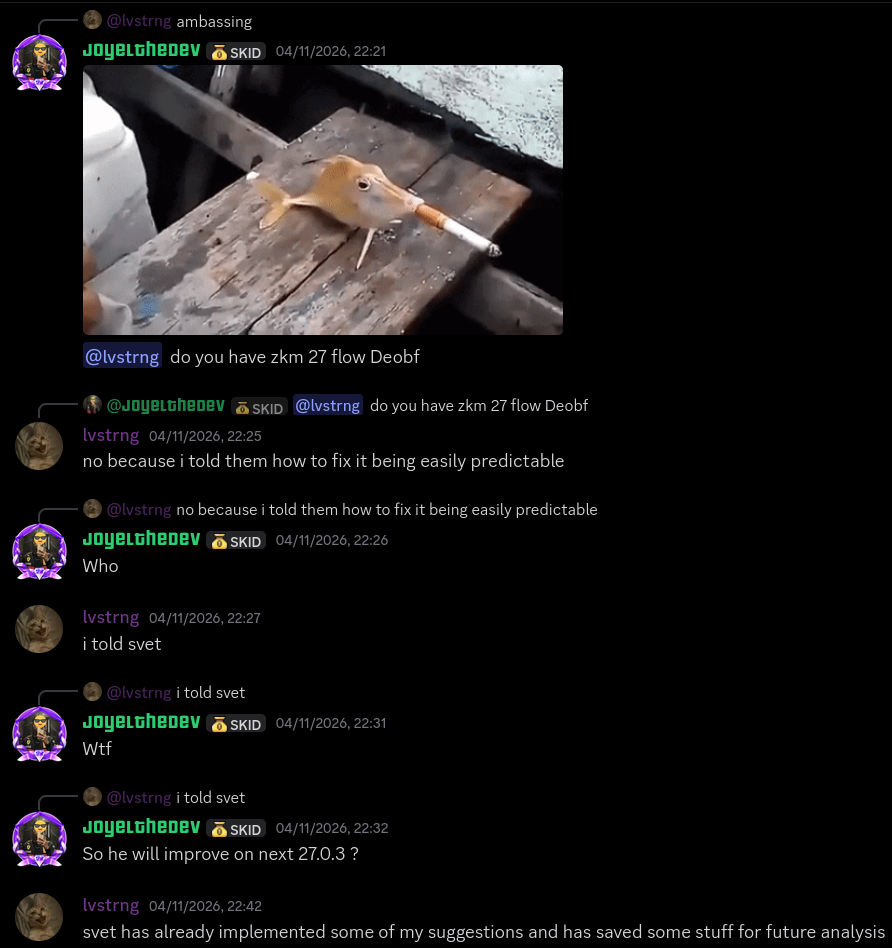 @lvstrng ambassing
JOYELTHEDEV SKID 04/11/2026, 22:21
@lvstrng do you have zkm 27 flow Deobf
@JOYELTHEDEV SKID @lvstrng do you have zkm 27 flow Deobf
lvstrng 04/11/2026, 22:25
no because i told them how to fix it being easily predictable
@lvstrng no because i told them how to fix it being easily predictable
JOYELTHEDEV SKID 04/11/2026, 22:26
Who
lvstrng 04/11/2026, 22:27
i told svet
@lvstrng i told svet
JOYELTHEDEV SKID 04/11/2026, 22:31
Wtf
@lvstrng i told svet
JOYELTHEDEV SKID 04/11/2026, 22:32
So he will improve on next 27.0.3 ?
lvstrng 04/11/2026, 22:42
svet has already implemented some of my suggestions and has saved some stuff for future analysis